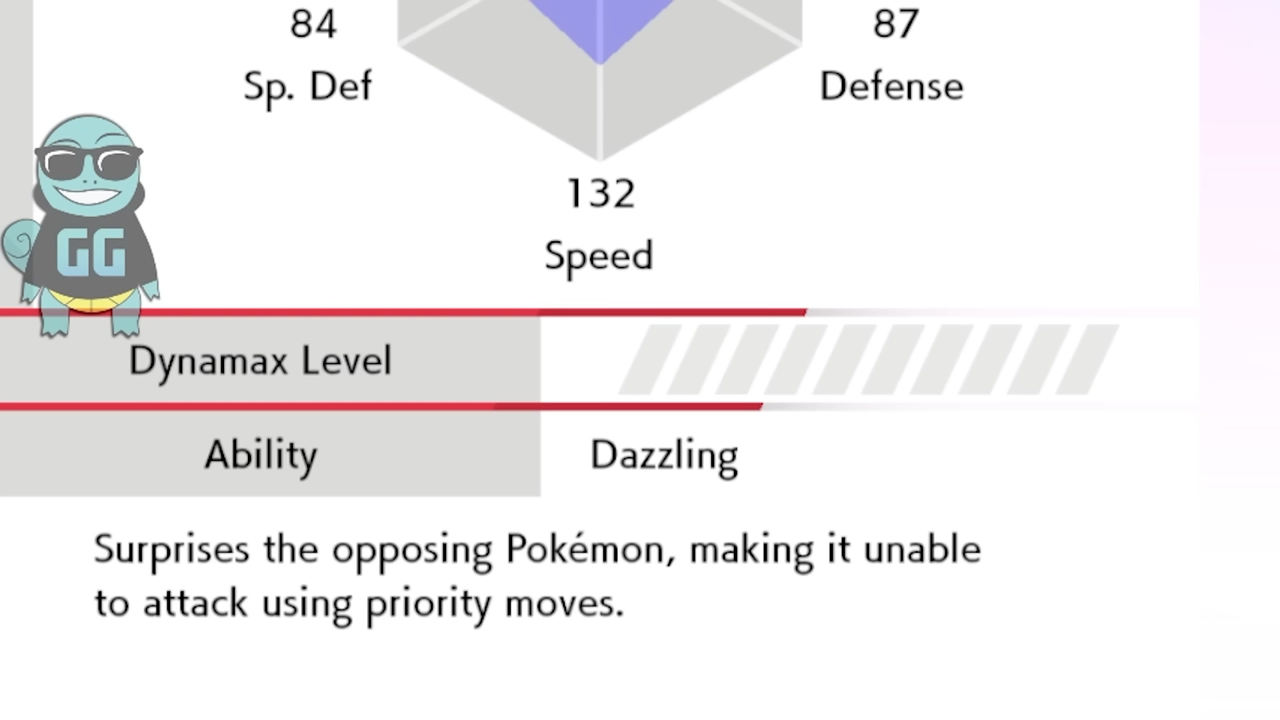 84
87
Sp. Def
Defense
132
Speed
GG
Dynamax Level
Ability
Dazzling
Surprises the opposing Pokémon, making it unable
to attack using priority moves.